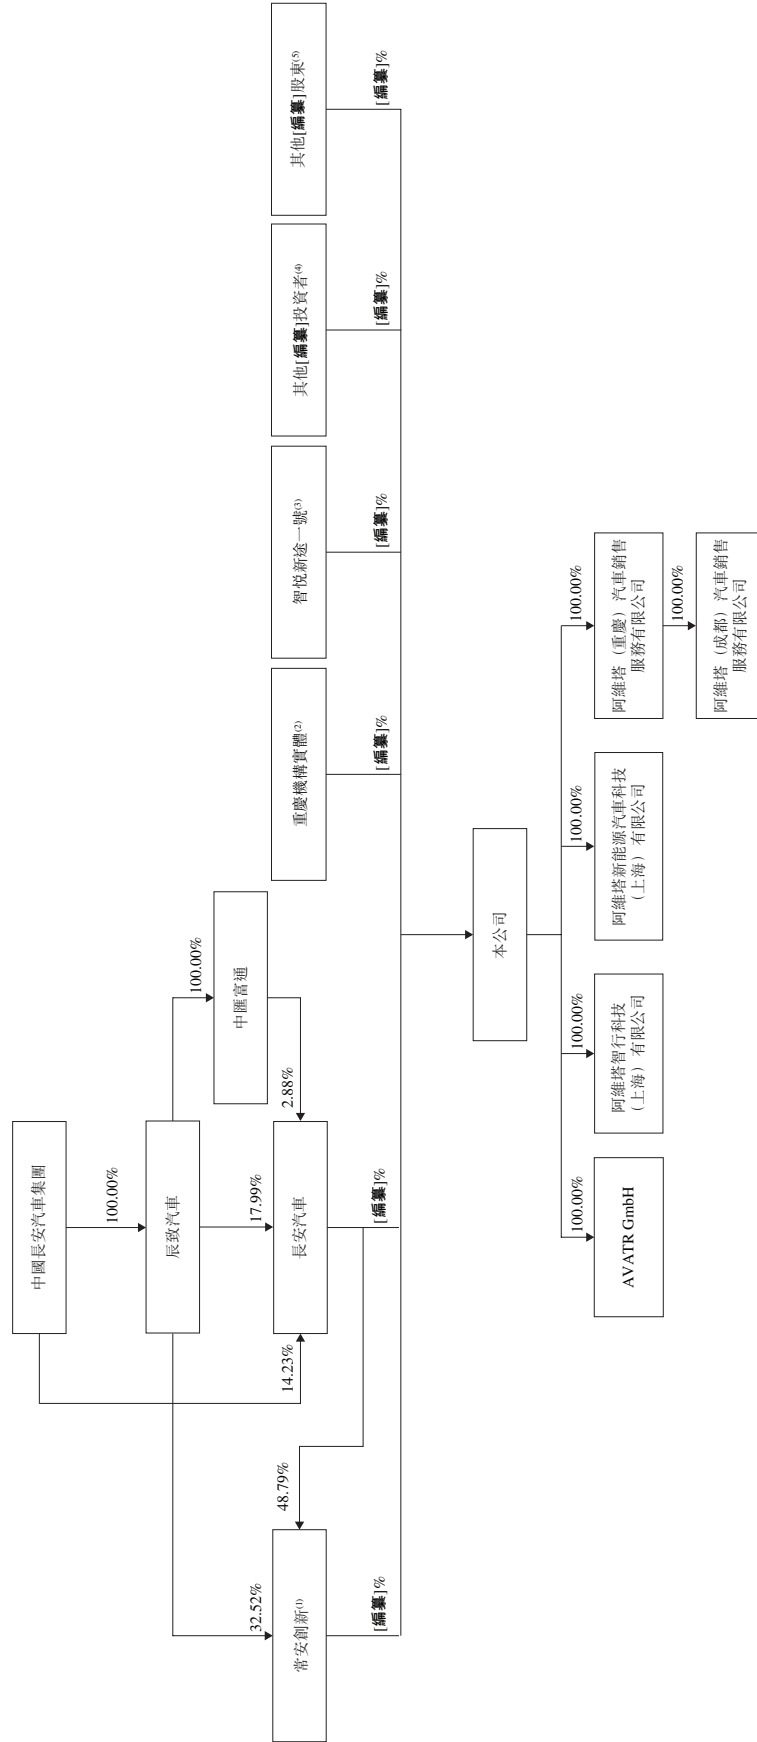 中國長安汽車集團
100.00%
辰致汽車
100.00%
中匯富通
32.52%
14.23%
17.99%
2.88%
常安創新(1)
48.79%
長安汽車
重慶機構實體(2)
智悅新途一號(3)
其他[編纂]投資者(4)
其他[編纂]股東(5)
[編纂]%
[編纂]%
[編纂]%
[編纂]%
[編纂]%
[編纂]%
本公司
100.00%
100.00%
100.00%
100.00%
AVATR GmbH
阿維塔智行科技
（上海）有限公司
阿維塔新能源汽車科技
（上海）有限公司
阿維塔（重慶）汽車銷售
服務有限公司
100.00%
阿維塔（成都）汽車銷售
服務有限公司